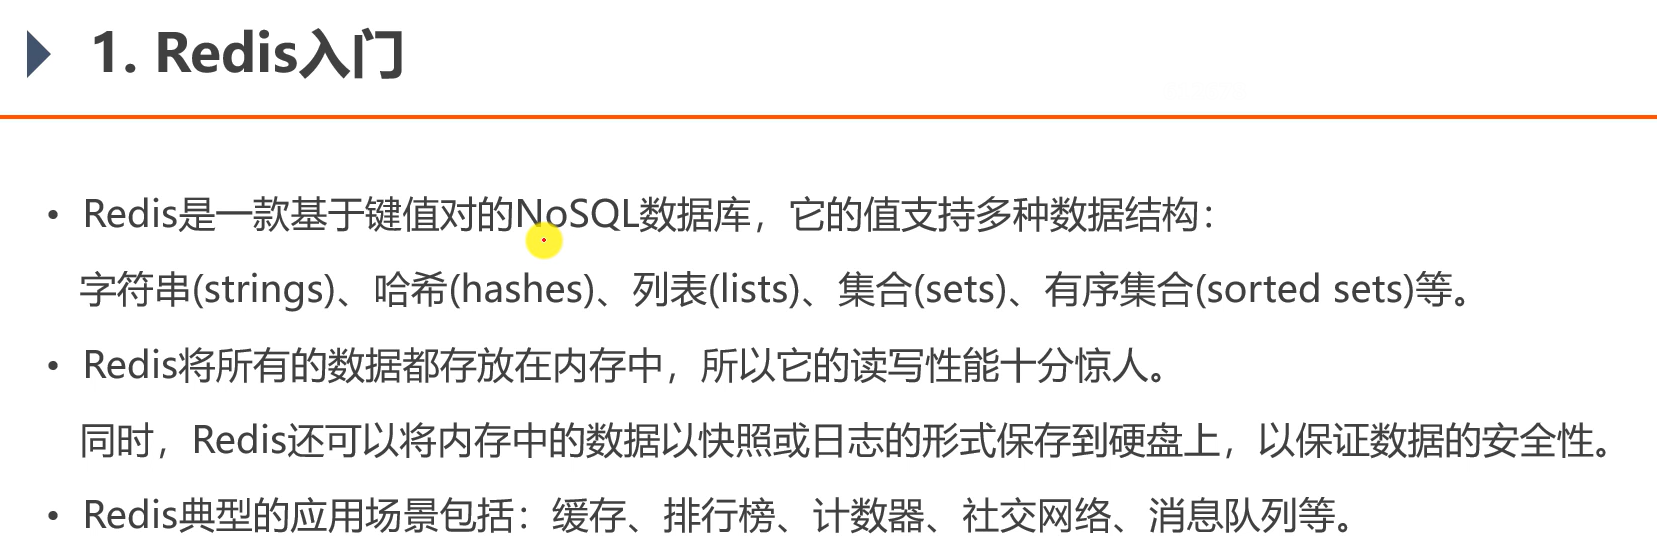 1. Redis入门
• Redis是一款基于键值对的NoSQL数据库，它的值支持多种数据结构：
字符串(strings)、哈希(hashes)、列表(lists)、集合(sets)、有序集合(sorted sets)等。
• Redis将所有的数据都存放在内存中，所以它的读写性能十分惊人。
同时，Redis还可以将内存中的数据以快照或日志的形式保存到硬盘上，以保证数据的安全性。
• Redis典型的应用场景包括：缓存、排行榜、计数器、社交网络、消息队列等。